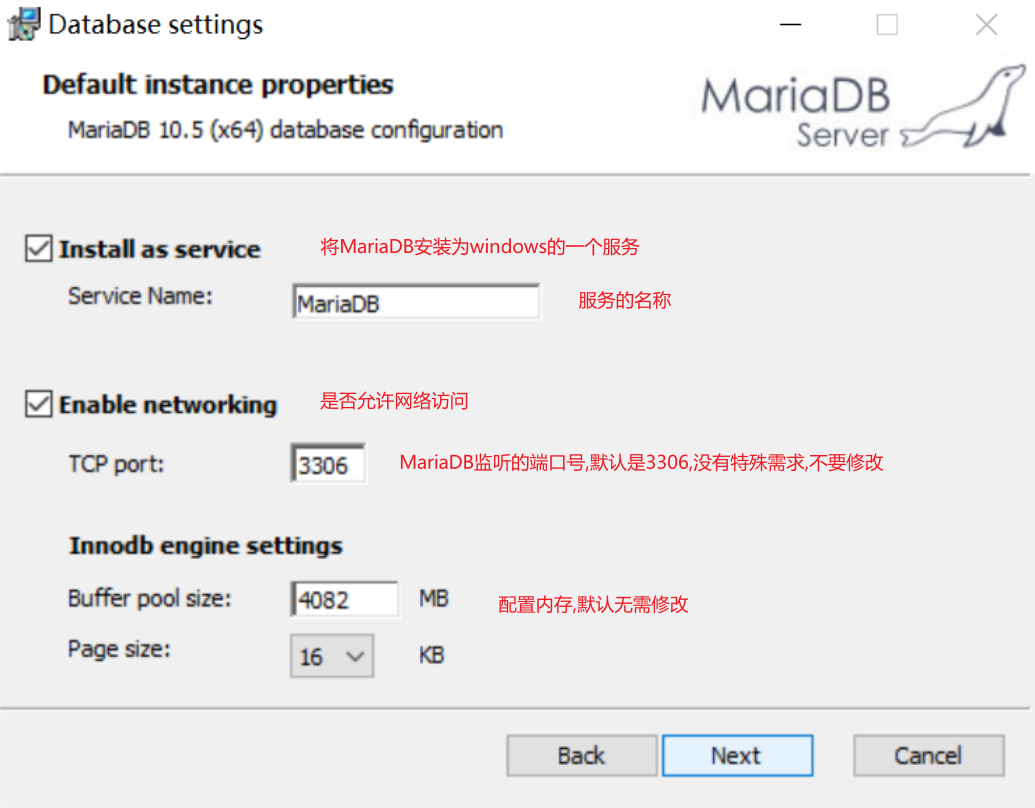 Database settings
Default instance properties
MariaDB 10.5 (x64) database configuration
MariaDB
Server
Install as service 将MariaDB安装为windows的一个服务
Service Name: MariaDB 服务的名称
Enable networking 是否允许网络访问
TCP port: 3306 MariaDB监听的端口号,默认是3306,没有特殊需求,不要修改
Innodb engine settings
Buffer pool size: 4082 MB 配置内存,默认无需修改
Page size: 16 KB
Back Next Cancel